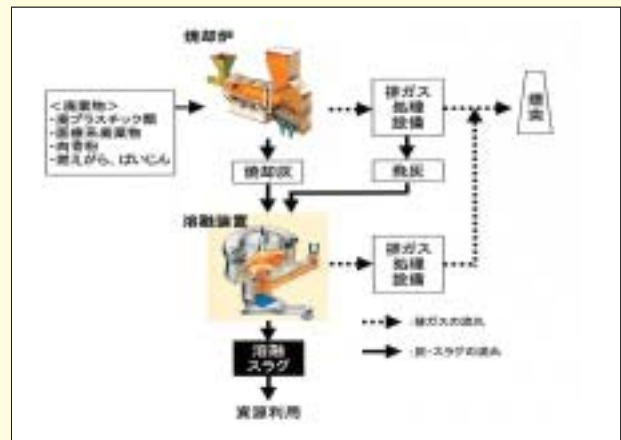 焼却炉
＜廃棄物＞
・廃プラスチック類
・医療系廃棄物
・肉骨粉
・燃えがら、ばいじん
排ガス
処理
設備
煙突
焼却灰
飛灰
溶融装置
排ガス
処理
設備
:排ガスの流れ
:灰・スラグの流れ
溶融
スラグ
資源利用